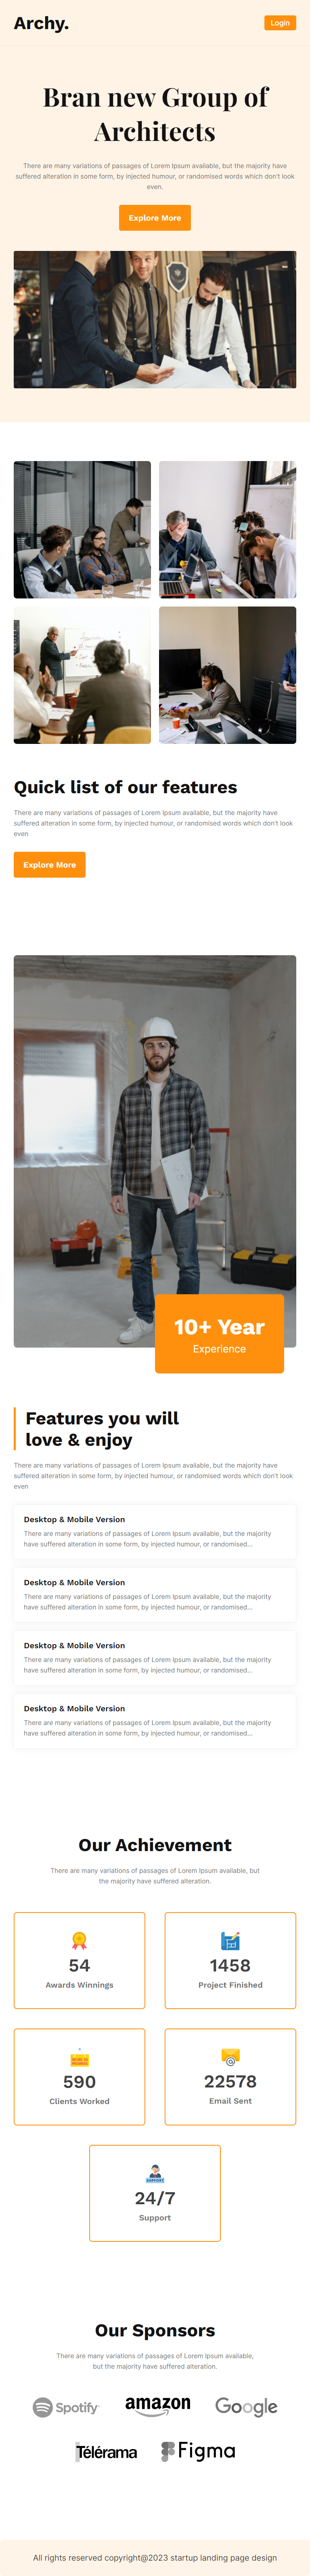 Archy.
Login
Bran new Group of
Architects
There are many variations of passages of Lorem Ipsum available, but the majority have
suffered alteration in some form, by injected humour, or randomised words which don't look
even.
Explore More
Quick list of our features
There are many variations of passages of Lorem Ipsum available, but the majority have
suffered alteration in some form, by injected humour, or randomised words which don't look
even
Explore More
10+ Year
Experience
Features you will
love & enjoy
There are many variations of passages of Lorem Ipsum available, but the majority have
suffered alteration in some form, by injected humour, or randomised words which don't look
even
Desktop & Mobile Version
There are many variations of passages of Lorem Ipsum available, but the majority
have suffered alteration in some form, by injected humour, or randomised...
Desktop & Mobile Version
There are many variations of passages of Lorem Ipsum available, but the majority
have suffered alteration in some form, by injected humour, or randomised...
Desktop & Mobile Version
There are many variations of passages of Lorem Ipsum available, but the majority
have suffered alteration in some form, by injected humour, or randomised...
Desktop & Mobile Version
There are many variations of passages of Lorem Ipsum available, but the majority
have suffered alteration in some form, by injected humour, or randomised...
Our Achievement
There are many variations of passages of Lorem Ipsum available, but
the majority have suffered alteration.
54
Awards Winnings
1458
Project Finished
590
Clients Worked
22578
Email Sent
SUPPORT
24/7
Support
Our Sponsors
There are many variations of passages of Lorem Ipsum available,
but the majority have suffered alteration.
Spotify
amazon
Google
Télérama
Figma
All rights reserved copyright@2023 startup landing page design